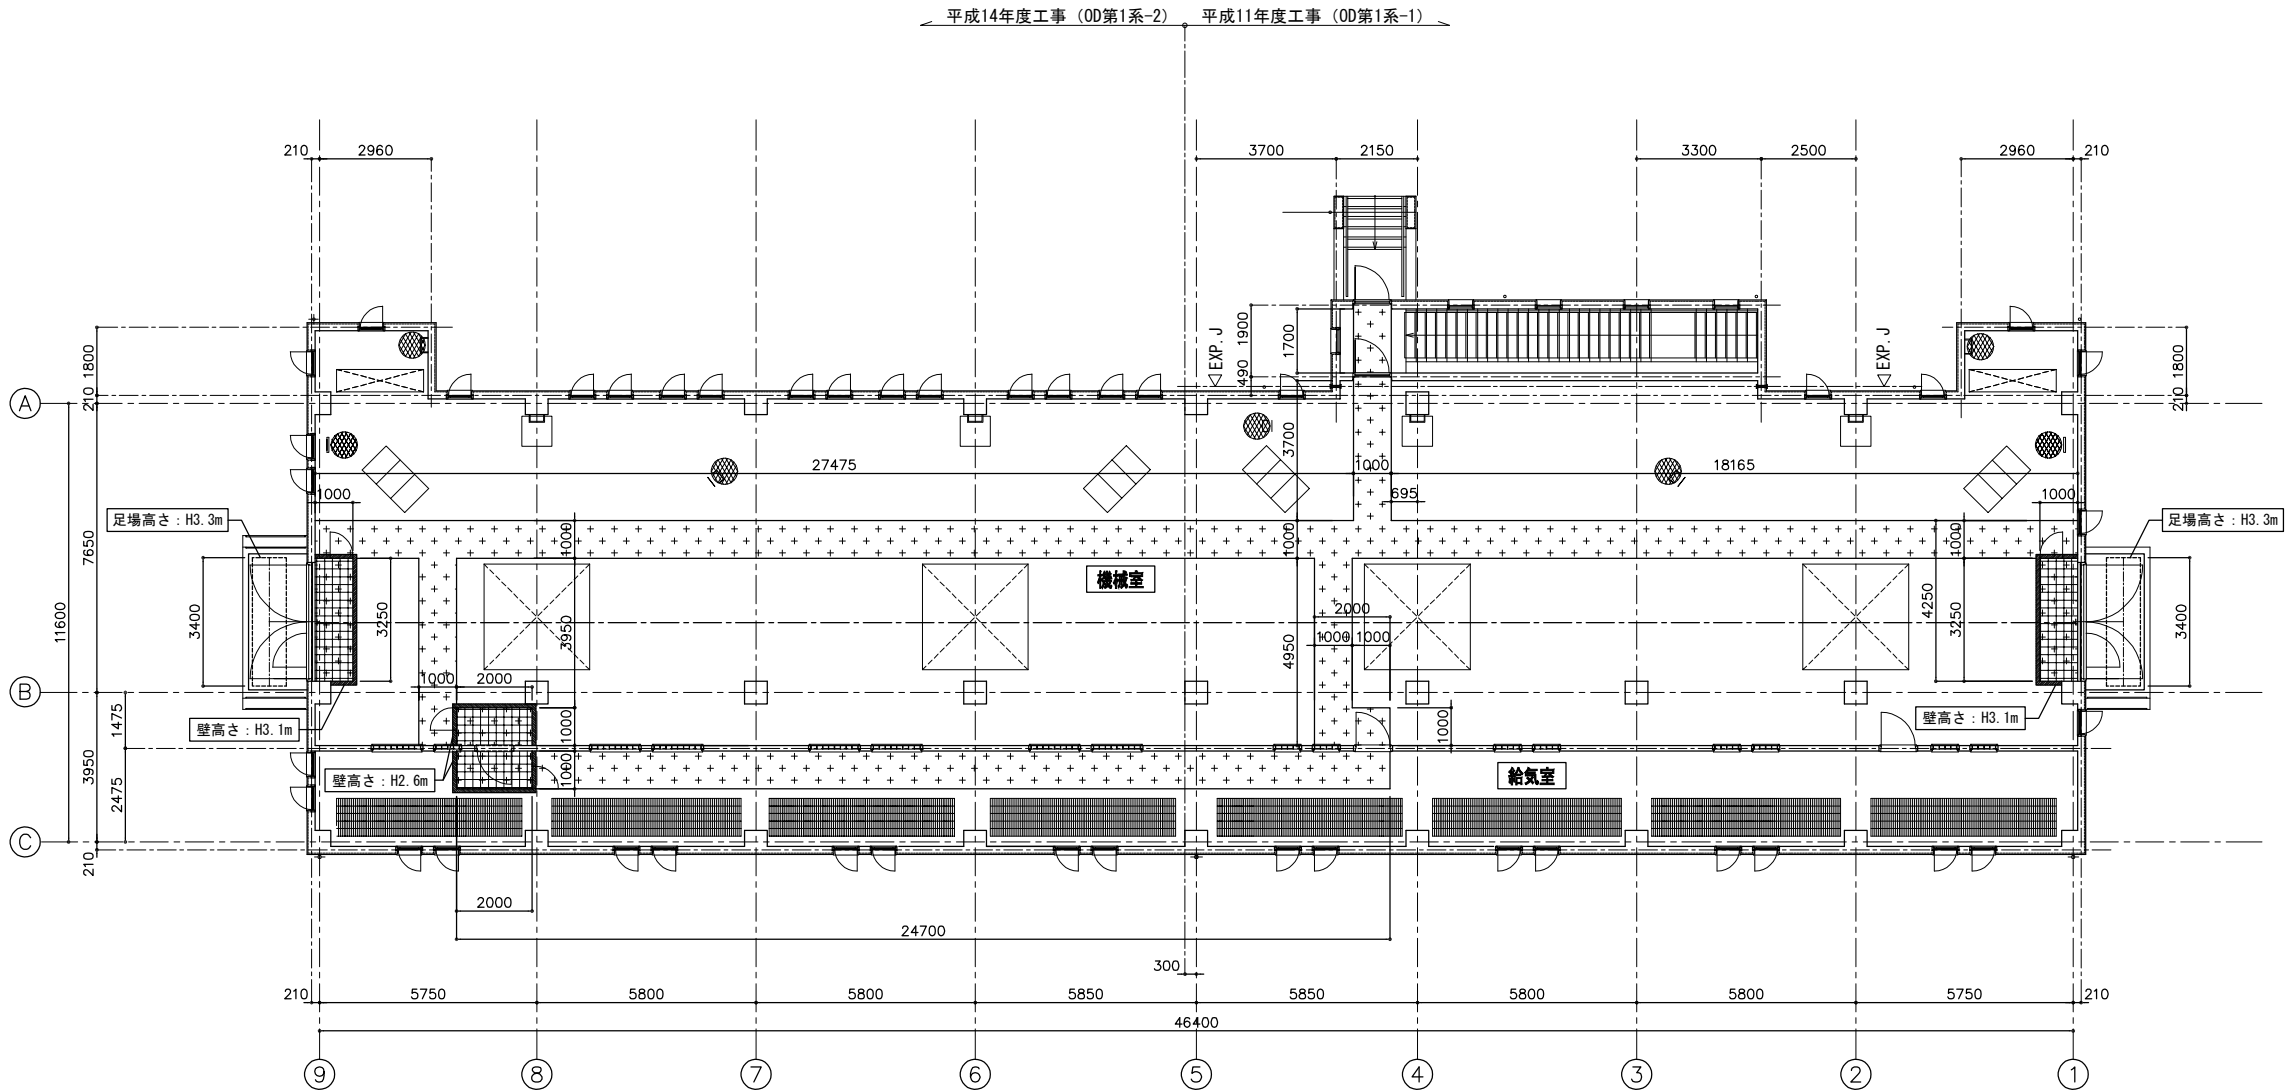 平成14年度工事（OD第1系-2） 平成11年度工事（OD第1系-1）
210 2960 3700 2150 3300 2500 2960 210
1800
210
1900
490
1700
▽EXP.J
▽EXP.J
1800
210
A
27475 1000 18165
3700
695
1000 1000
足場高さ：H3.3m
足場高さ：H3.3m
1000 1000 1000
機械室
7650
11600
3400
3250
3950
4950
2000
1000 1000
4250
3250
3400
B
1000 2000
1475
3950
2475
壁高さ：H3.1m
壁高さ：H3.1m
1000
1000
1000
壁高さ：H2.6m
給気室
C
210
2000
24700
300
210 5750 5800 5800 5850 5850 5800 5800 5750 210
46400
9 8 7 6 5 4 3 2 1